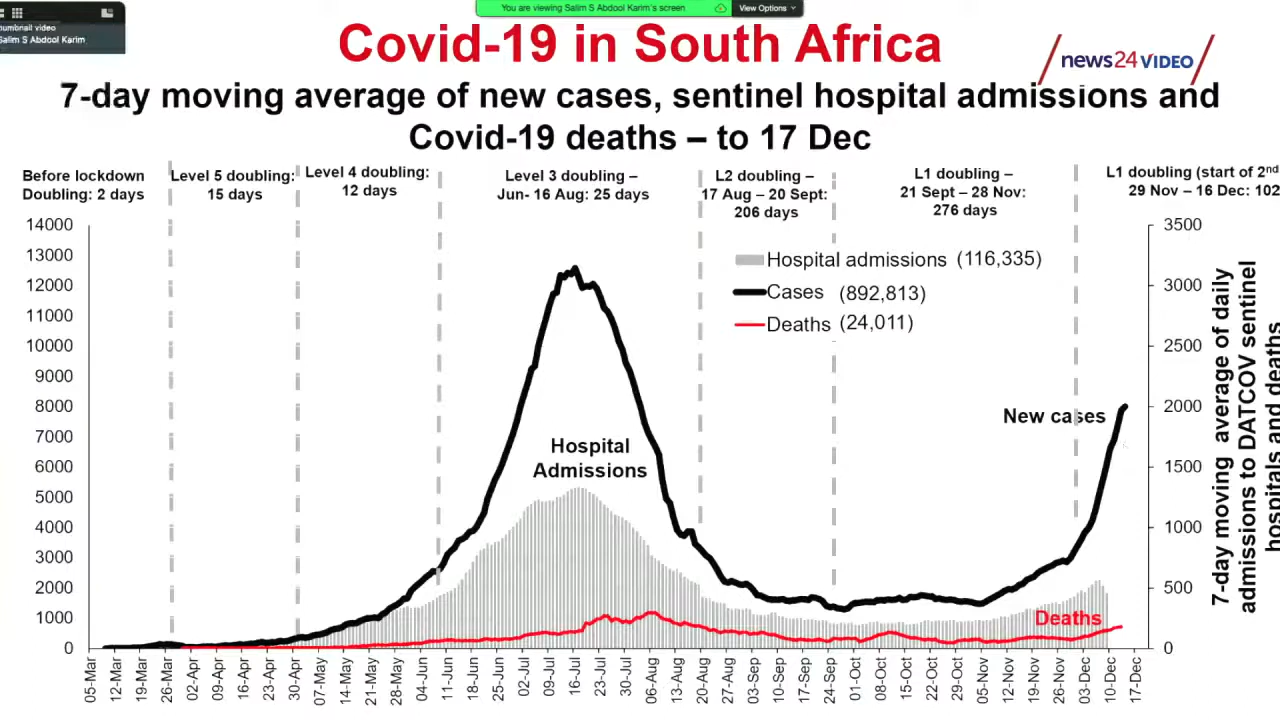 You are viewing Salim S Abdool Karim's screen
View Options
humbnail video
Salim S Abdool Karim
Covid-19 in South Africa
news24 VIDEO
7-day moving average of new cases, sentinel hospital admissions and
Covid-19 deaths – to 17 Dec
Before lockdown
Doubling: 2 days
Level 5 doubling:
15 days
Level 4 doubling:
12 days
Level 3 doubling –
Jun- 16 Aug: 25 days
L2 doubling –
17 Aug – 20 Sept:
206 days
L1 doubling –
21 Sept – 28 Nov:
276 days
L1 doubling (start of 2nd
29 Nov – 16 Dec: 102
14000
13000
12000
11000
10000
9000
8000
7000
6000
5000
4000
3000
2000
1000
0
Hospital admissions (116,335)
Cases (892,813)
Deaths (24,011)
Hospital
Admissions
New cases
Deaths
3500
3000
2500
2000
1500
1000
500
0
7-day moving average of daily
admissions to DATCOV sentinel
hospitals and deaths
05-Mar
12-Mar
19-Mar
26-Mar
02-Apr
09-Apr
16-Apr
23-Apr
30-Apr
07-May
14-May
21-May
28-May
04-Jun
11-Jun
18-Jun
25-Jun
02-Jul
09-Jul
16-Jul
23-Jul
30-Jul
06-Aug
13-Aug
20-Aug
27-Aug
03-Sep
10-Sep
17-Sep
24-Sep
01-Oct
08-Oct
15-Oct
22-Oct
29-Oct
05-Nov
12-Nov
19-Nov
26-Nov
03-Dec
10-Dec
17-Dec